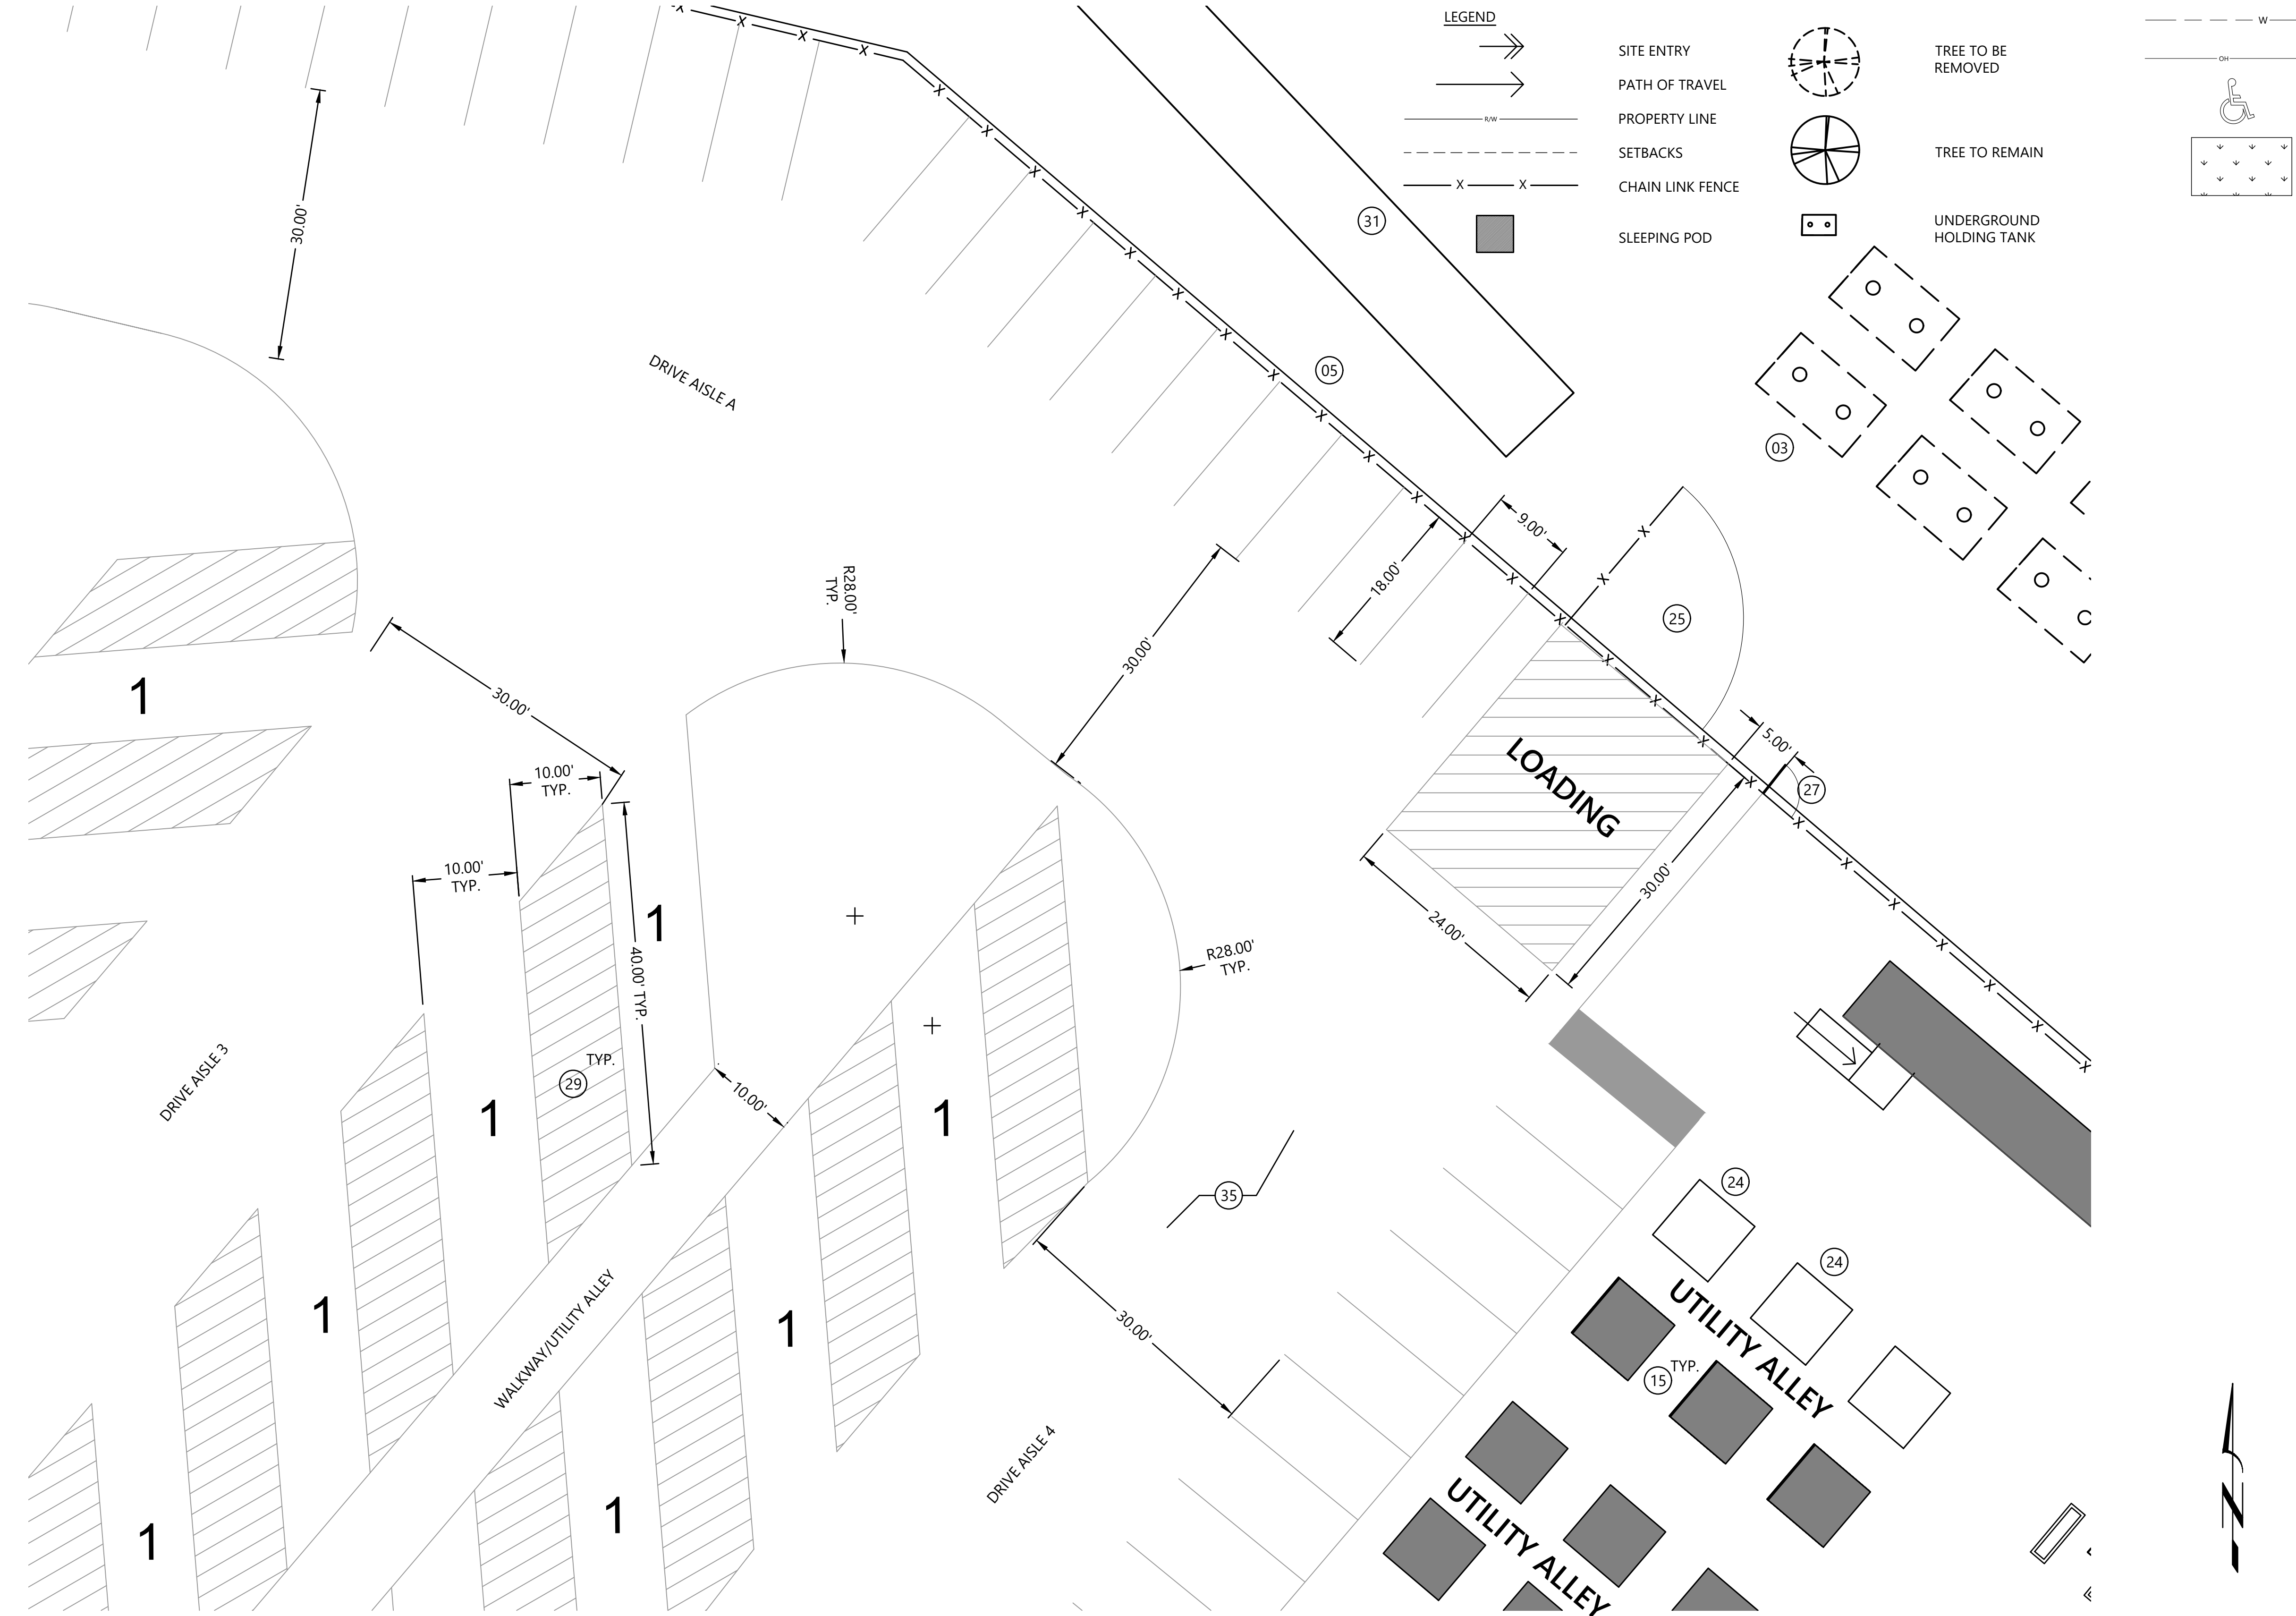 LEGEND
SITE ENTRY
PATH OF TRAVEL
R/W
PROPERTY LINE
SETBACKS
X X
CHAIN LINK FENCE
SLEEPING POD
TREE TO BE
REMOVED
TREE TO REMAIN
UNDERGROUND
HOLDING TANK
W
OH
X X X X
X X X X X X X X X X X X X X X X X X X X X X X X X
X X
30.00'
DRIVE AISLE A
31
05
03
9.00'
18.00'
25
R28.00'
TYP.
30.00'
30.00'
1
LOADING
5.00'
27
10.00'
TYP.
10.00'
TYP.
40.00' TYP.
1
30.00'
24.00'
R28.00'
TYP.
DRIVE AISLE 3
TYP.
29
1
10.00'
1
35
24
24
UTILITY ALLEY
TYP.
15
1
WALKWAY/UTILITY ALLEY
1
30.00'
DRIVE AISLE 4
UTILITY ALLEY
1
1
N